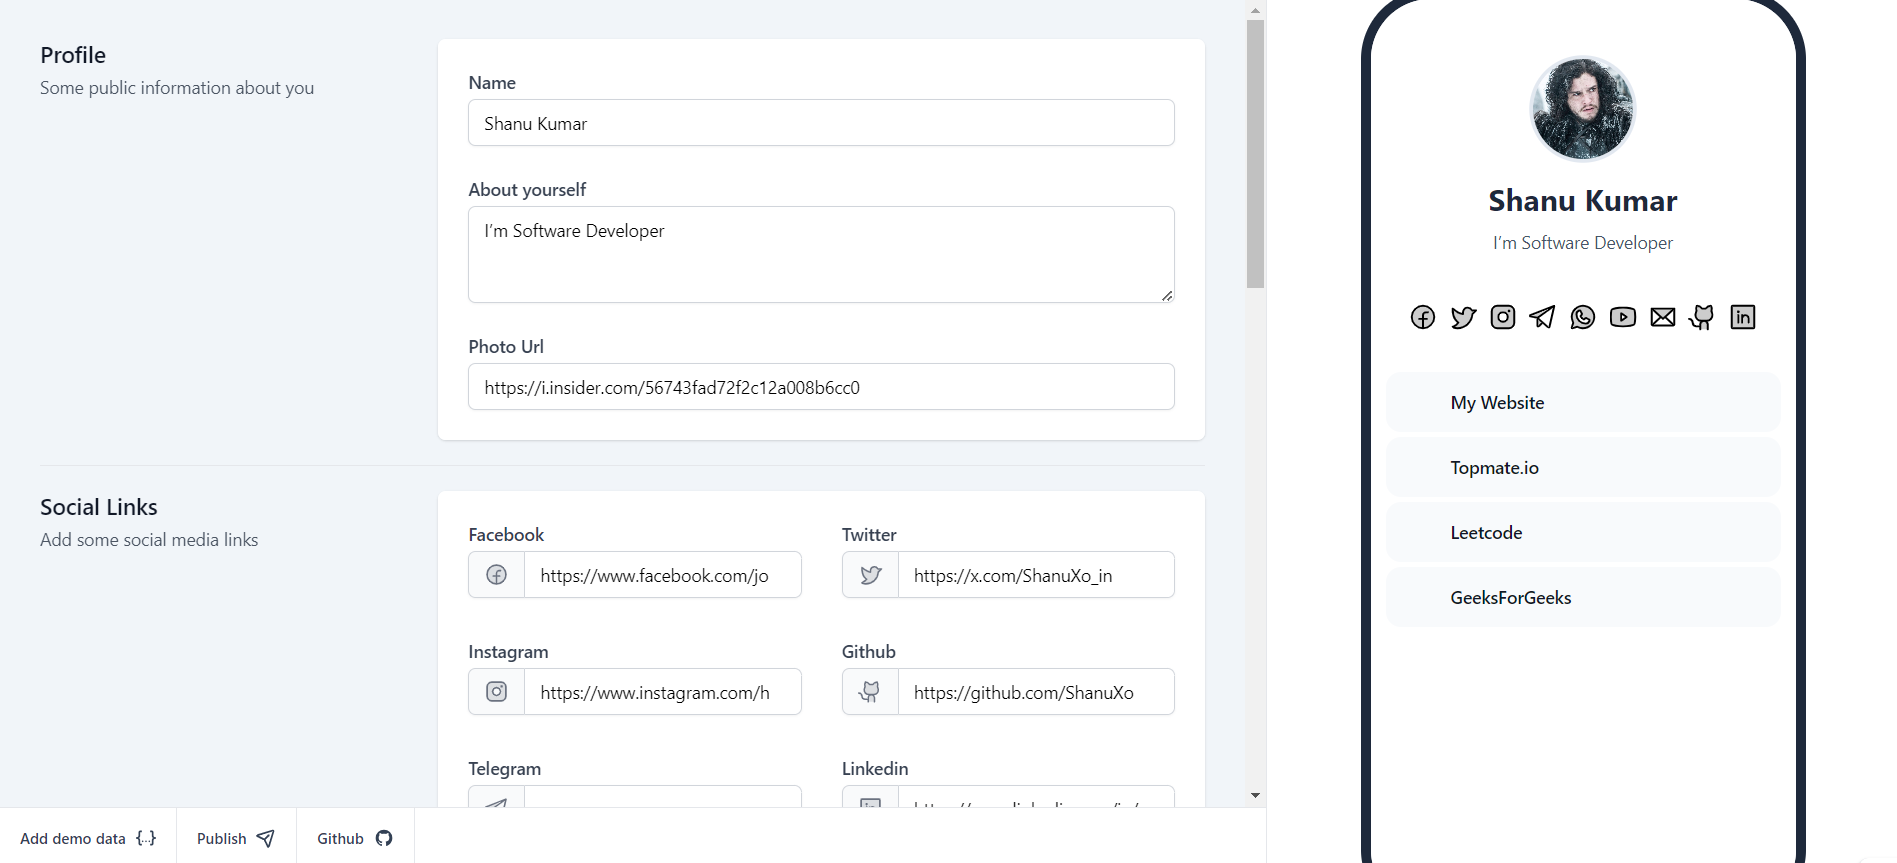 Profile
Some public information about you
Name
Shanu Kumar
About yourself
I'm Software Developer
Photo Url
https://i.insider.com/56743fad72f2c12a008b6cc0
Social Links
Add some social media links
Facebook
https://www.facebook.com/jo
Twitter
https://x.com/ShanuXo_in
Instagram
https://www.instagram.com/h
Github
https://github.com/ShanuXo
Telegram
Linkedin
Add demo data {...}
Publish
Github
Shanu Kumar
I'm Software Developer
My Website
Topmate.io
Leetcode
GeeksForGeeks